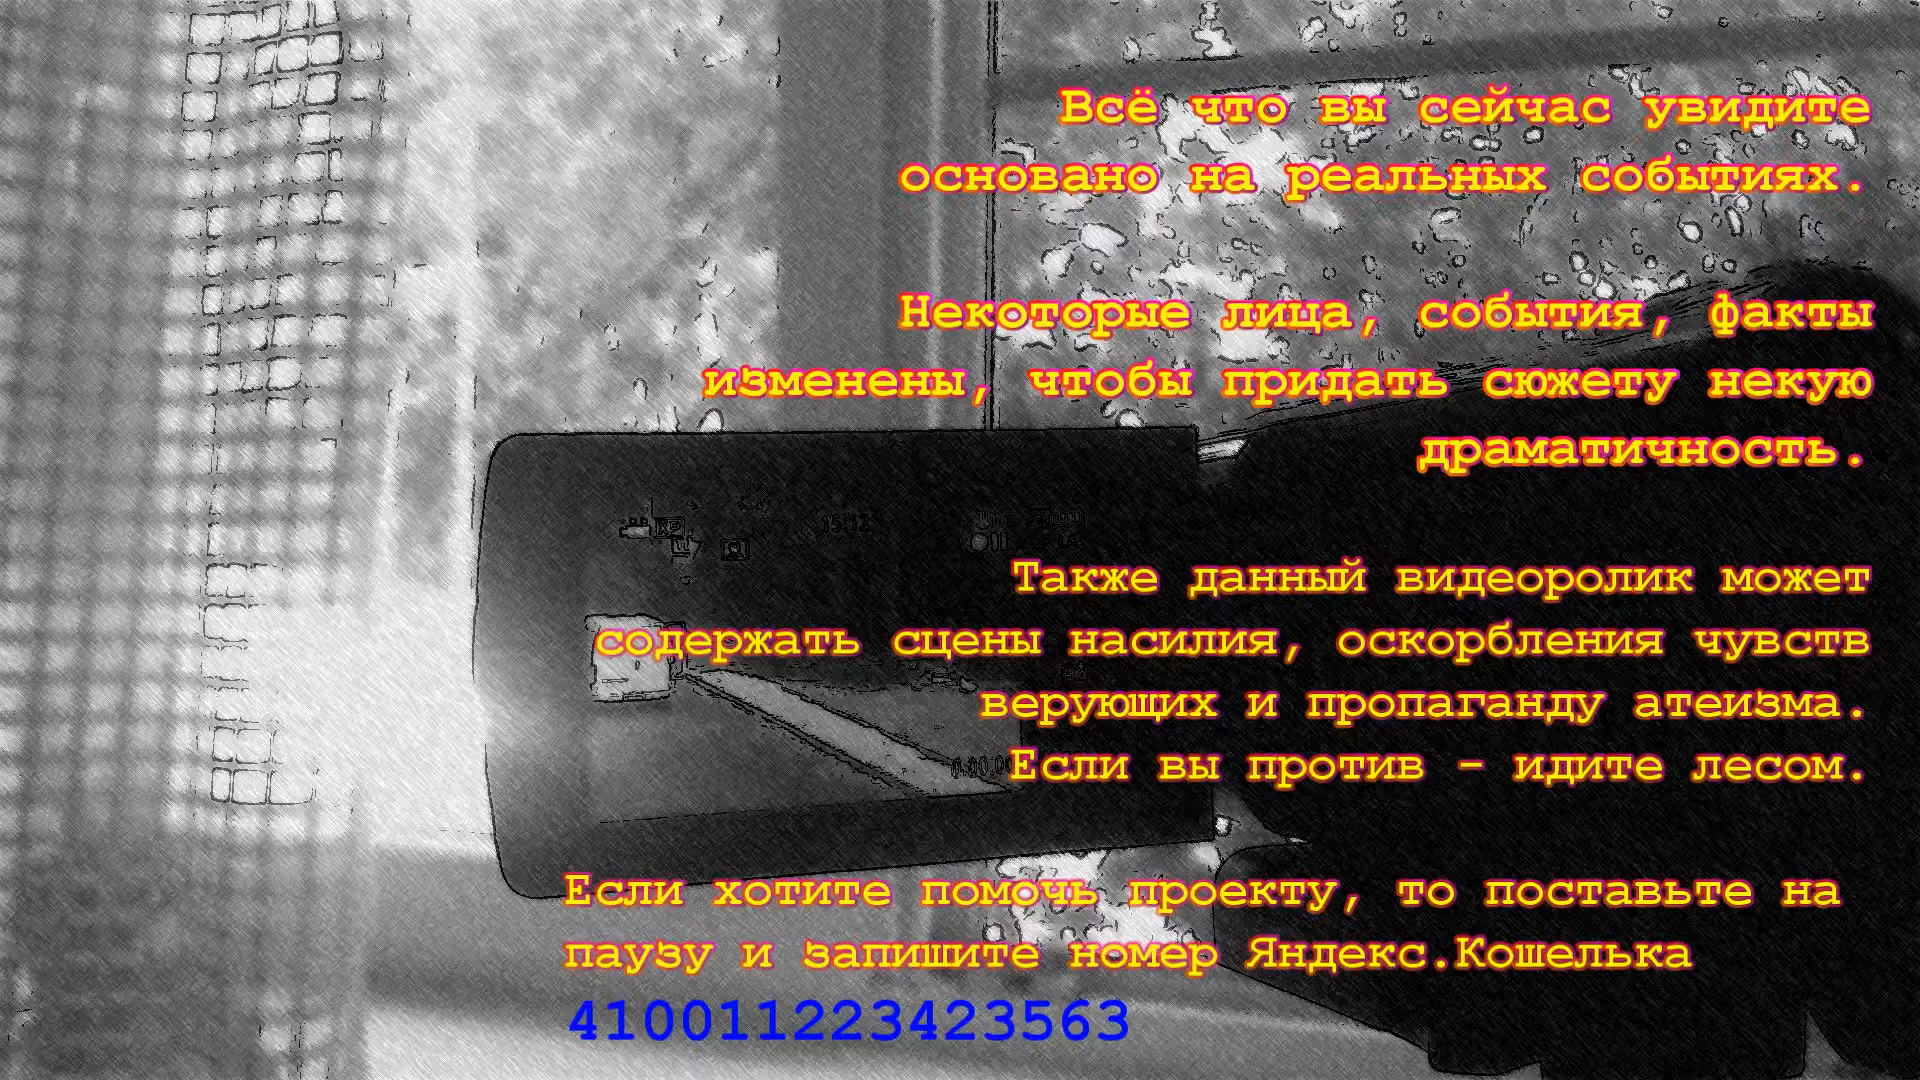 Всё что вы сейчас увидите
основано на реальных событиях.
Некоторые лица, события, факты
изменены, чтобы придать сюжету некую
драматичность.
Также данный видеоролик может
содержать сцены насилия, оскорбления чувств
верующих и пропаганду атеизма.
Если вы против - идите лесом.
Если хотите помочь проекту, то поставьте на
паузу и запишите номер Яндекс.Кошелька
410011223423563